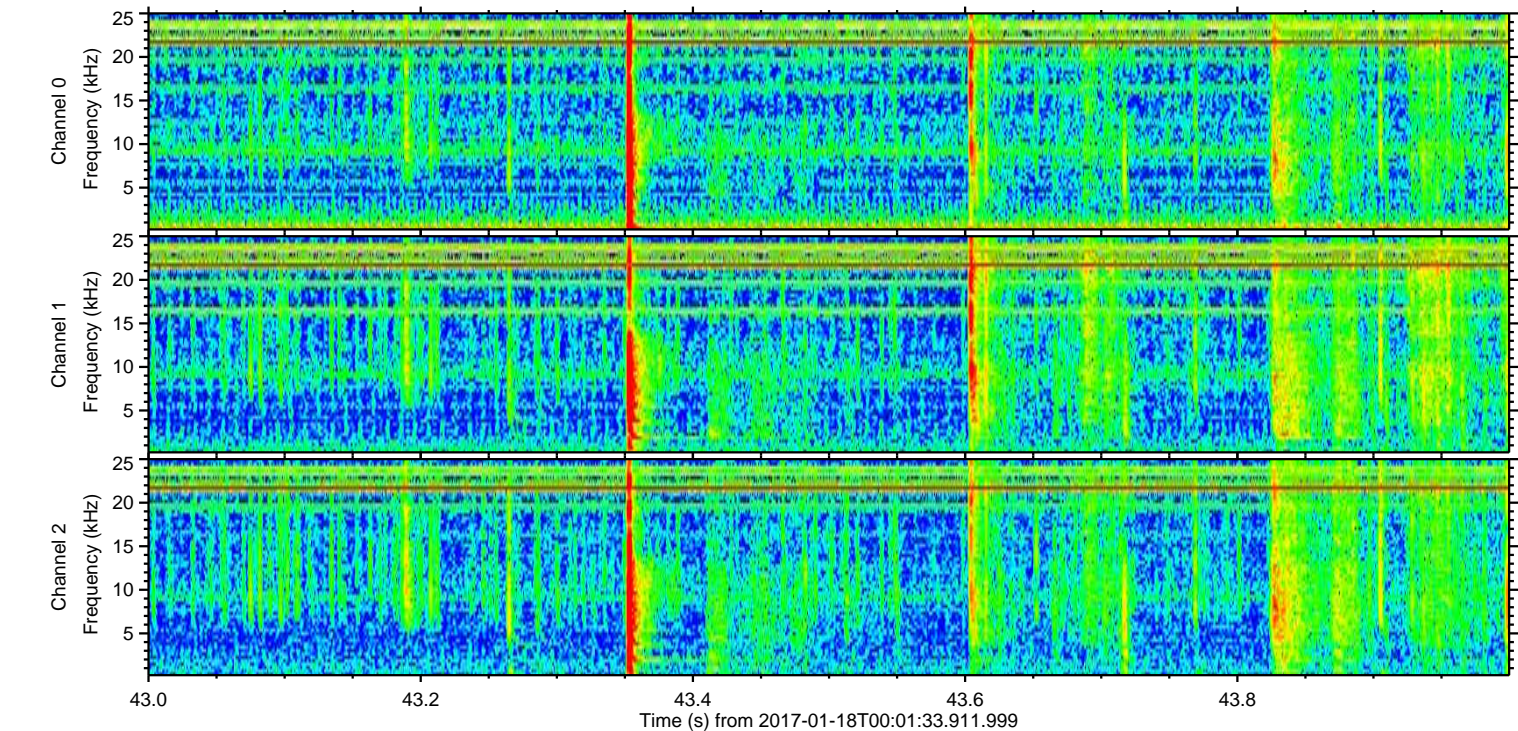 25
20
15
10
5
Channel 0
Frequency (kHz)
25
20
15
10
5
Channel 1
Frequency (kHz)
25
20
15
10
5
Channel 2
Frequency (kHz)
43.0 43.2 43.4 43.6 43.8
Time (s) from 2017-01-18T00:01:33.911.999